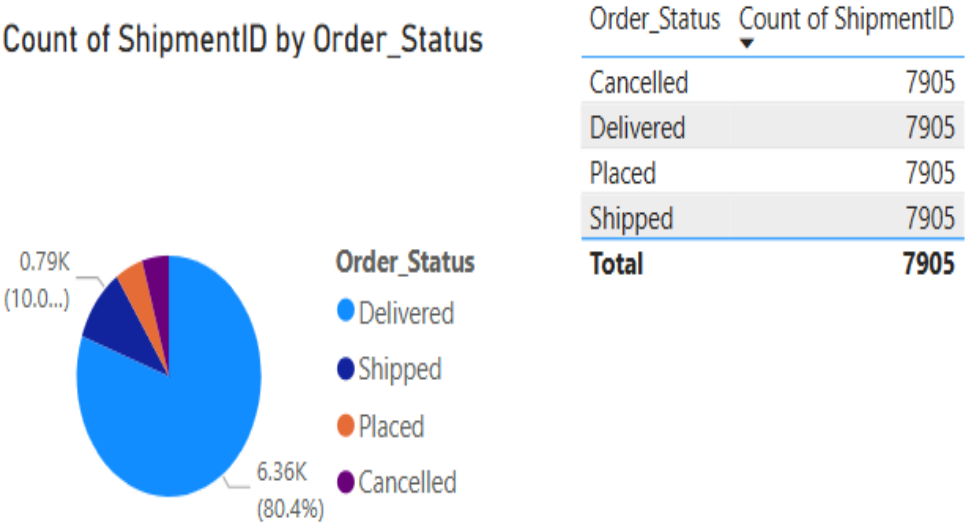 Count of ShipmentID by Order_Status
0.79K
(10.0...)
6.36K
(80.4%)
Order_Status
Delivered
Shipped
Placed
Cancelled
Order_Status Count of ShipmentID
Cancelled 7905
Delivered 7905
Placed 7905
Shipped 7905
Total 7905